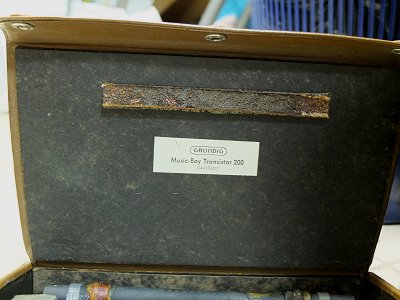 GRUNDIG
Music-Boy Transistor 200